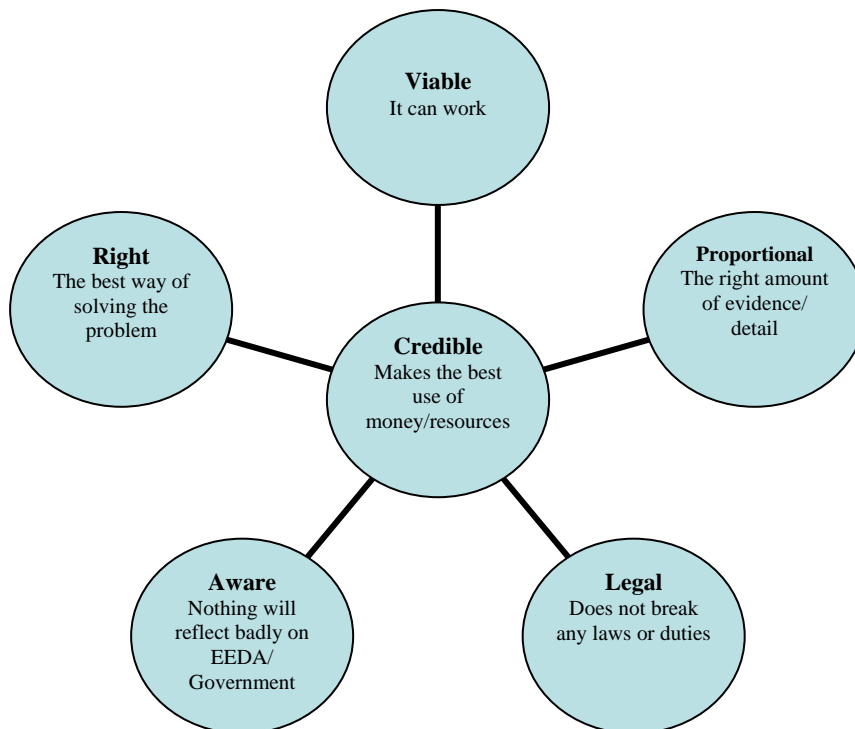 Viable
It can work
Right
The best way of
solving the
problem
Proportional
The right amount
of evidence/
detail
Credible
Makes the best
use of
money/resources
Aware
Nothing will
reflect badly on
EEDA/
Government
Legal
Does not break
any laws or duties